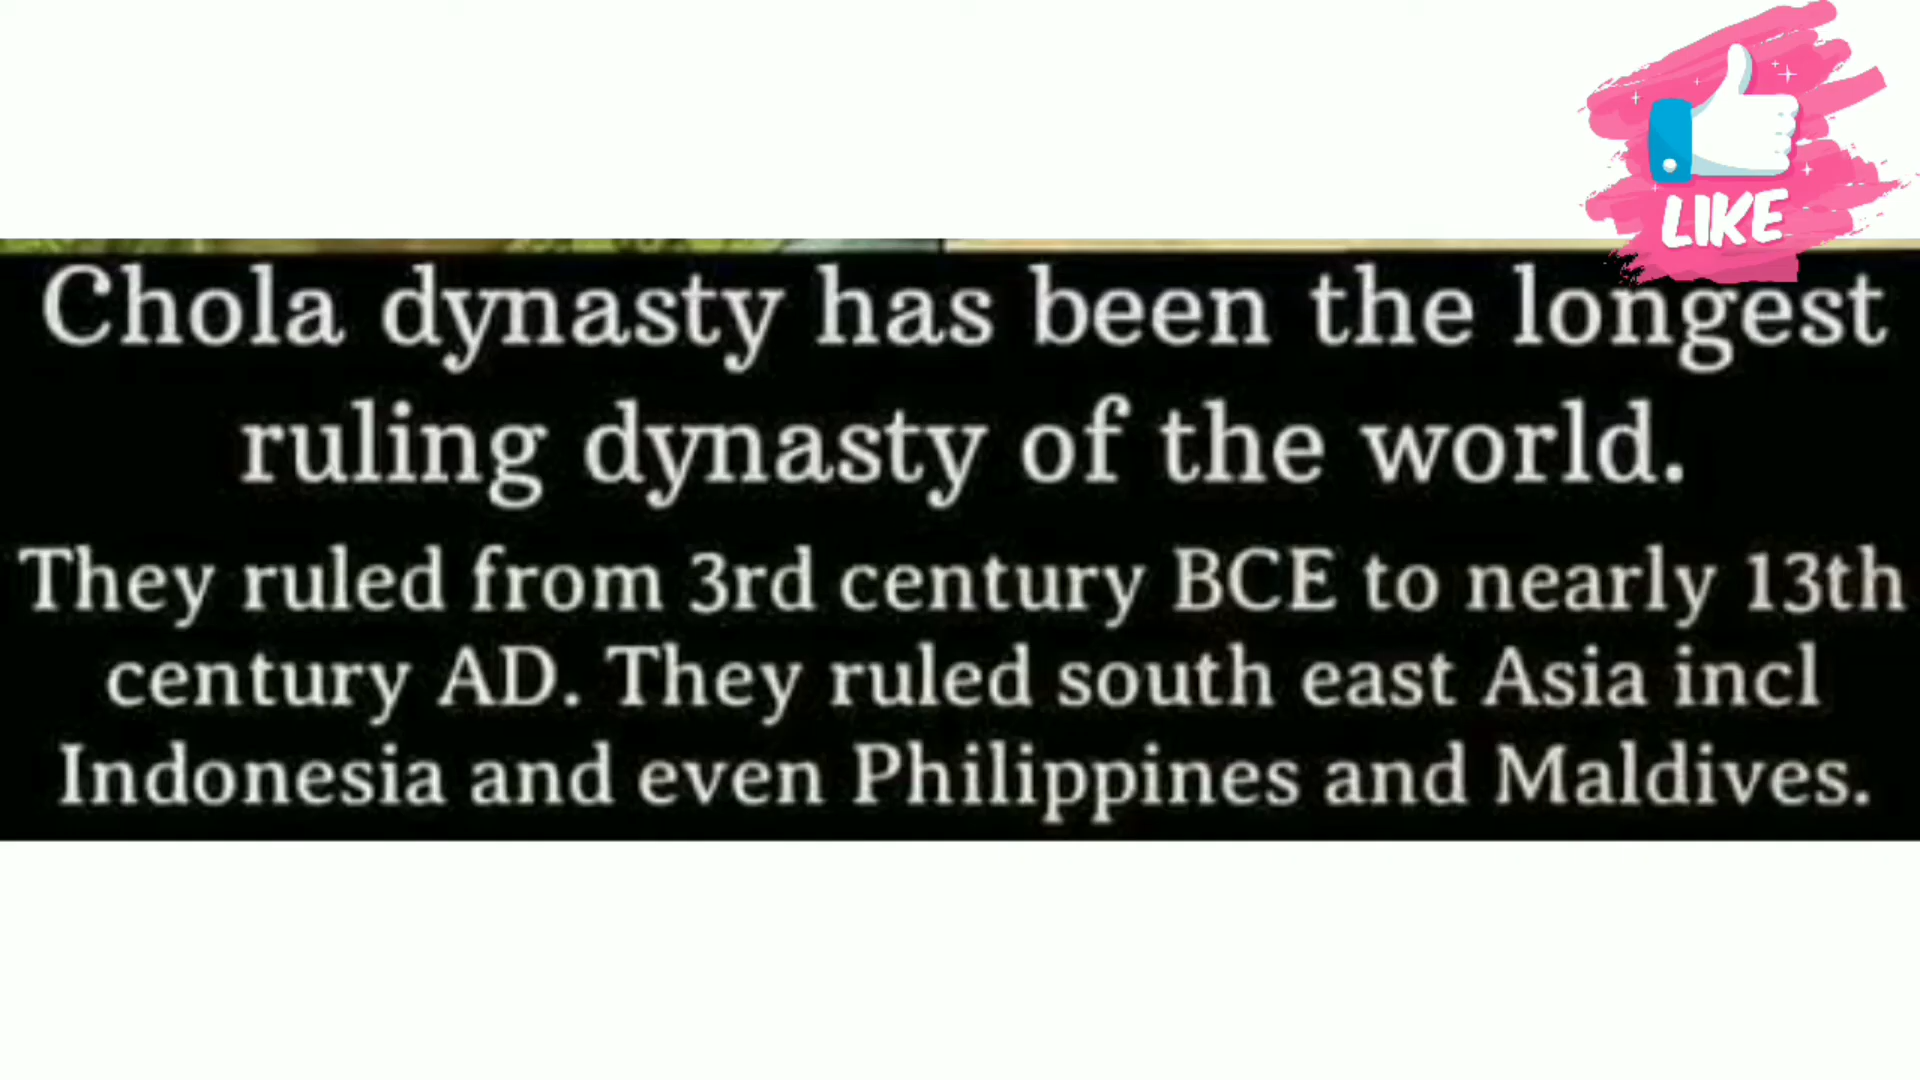 LIKE
Chola dynasty has been the longest
ruling dynasty of the world.
They ruled from 3rd century BCE to nearly 13th
century AD. They ruled south east Asia incl
Indonesia and even Philippines and Maldives.